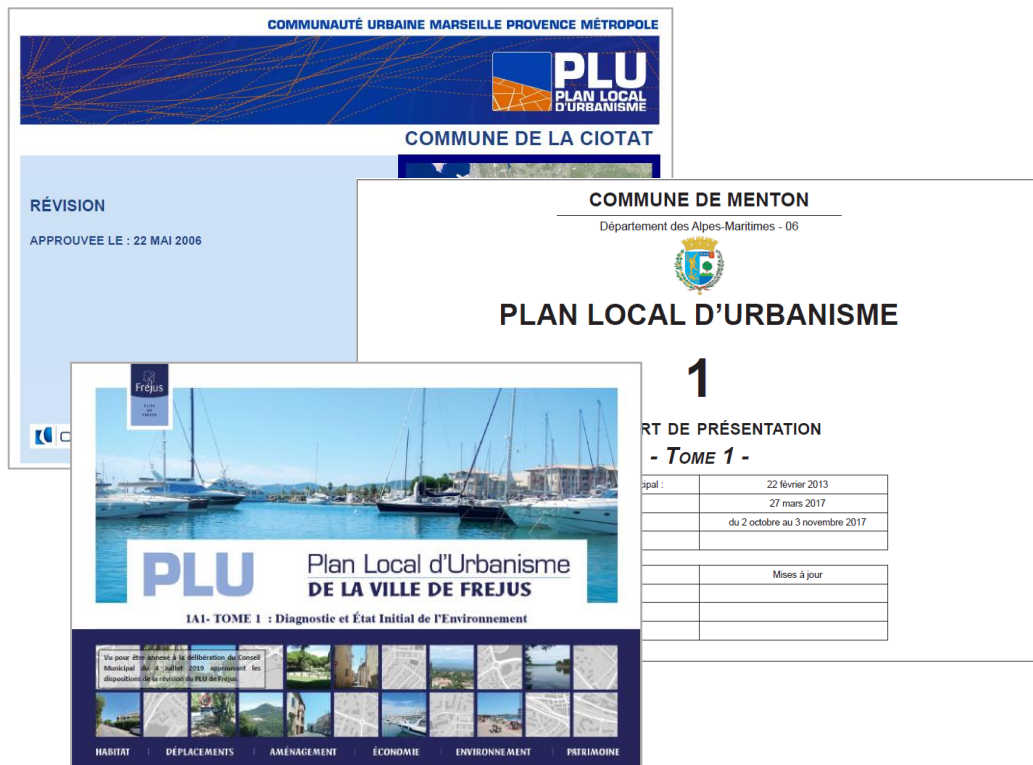 COMMUNAUTÉ URBAINE MARSEILLE PROVENCE MÉTROPOLE
PLU
PLAN LOCAL
D'URBANISME
COMMUNE DE LA CIOTAT
RÉVISION
APPROUVEE LE : 22 MAI 2006
COMMUNE DE MENTON
Département des Alpes-Maritimes - 06
PLAN LOCAL D'URBANISME
1
RT DE PRÉSENTATION
- TOME 1 -
cipal :
22 février 2013
27 mars 2017
du 2 octobre au 3 novembre 2017
Mises à jour
Fréjus
VILLE
DE
FRÉJUS
PLU
Plan Local d'Urbanisme
DE LA VILLE DE FREJUS
1A1- TOME 1 : Diagnostic et État Initial de l'Environnement
Vu pour être annexé à la délibération du Conseil
Municipal du 4 juillet 2019 approuvant les
dispositions de la révision du PLU de Fréjus.
HABITAT | DÉPLACEMENTS | AMÉNAGEMENT | ÉCONOMIE | ENVIRONNEMENT | PATRIMOINE